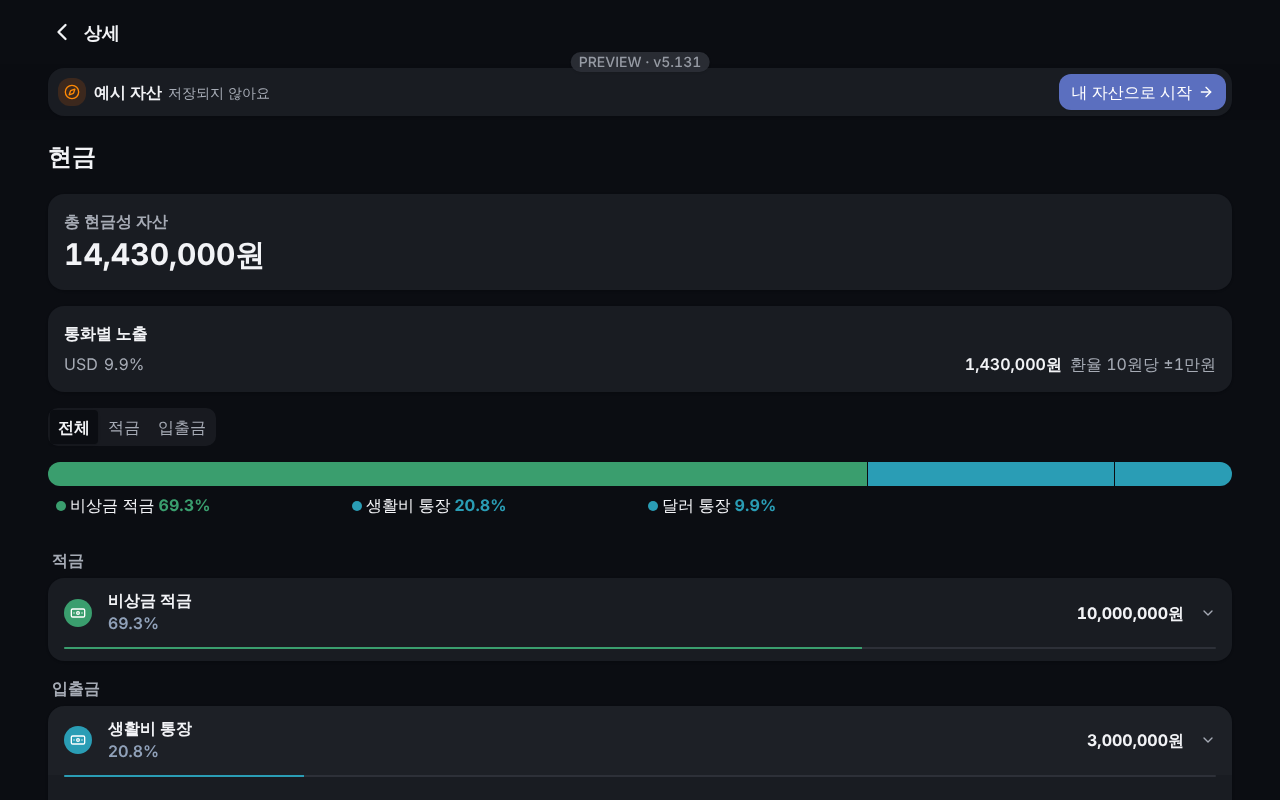 상세
PREVIEW · v5.131
예시 자산 저장되지 않아요
내 자산으로 시작 →
현금
총 현금성 자산
14,430,000원
통화별 노출
USD 9.9%
1,430,000원 환율 10원당 ±1만원
전체 적금 입출금
비상금 적금 69.3% 생활비 통장 20.8% 달러 통장 9.9%
적금
비상금 적금
69.3%
10,000,000원
입출금
생활비 통장
20.8%
3,000,000원